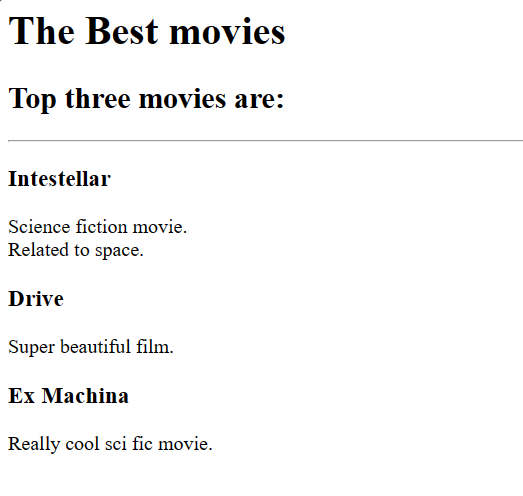 The Best movies
Top three movies are:
Intestellar
Science fiction movie.
Related to space.
Drive
Super beautiful film.
Ex Machina
Really cool sci fic movie.